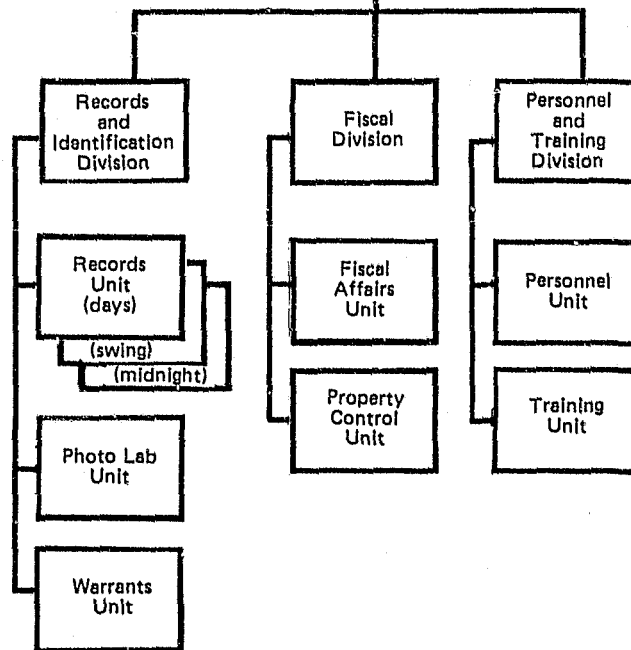 Records
and
Identification
Division
Fiscal
Division
Personnel
and
Training
Division
Records
Unit
(days)
(swing)
(midnight)
Fiscal
Affairs
Unit
Personnel
Unit
Photo Lab
Unit
Property
Control
Unit
Training
Unit
Warrants
Unit